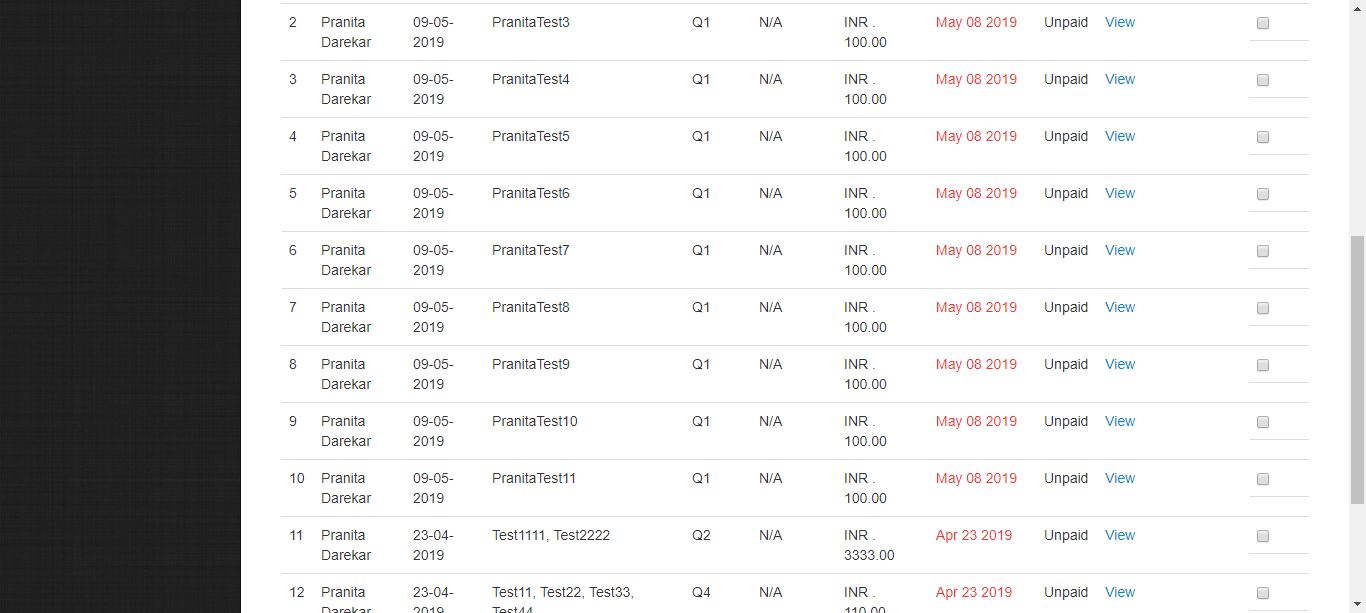 2 Pranita 09-05- PranitaTest3 Q1 N/A INR . May 08 2019 Unpaid View
Darekar 2019 100.00
3 Pranita 09-05- PranitaTest4 Q1 N/A INR . May 08 2019 Unpaid View
Darekar 2019 100.00
4 Pranita 09-05- PranitaTest5 Q1 N/A INR . May 08 2019 Unpaid View
Darekar 2019 100.00
5 Pranita 09-05- PranitaTest6 Q1 N/A INR . May 08 2019 Unpaid View
Darekar 2019 100.00
6 Pranita 09-05- PranitaTest7 Q1 N/A INR . May 08 2019 Unpaid View
Darekar 2019 100.00
7 Pranita 09-05- PranitaTest8 Q1 N/A INR . May 08 2019 Unpaid View
Darekar 2019 100.00
8 Pranita 09-05- PranitaTest9 Q1 N/A INR . May 08 2019 Unpaid View
Darekar 2019 100.00
9 Pranita 09-05- PranitaTest10 Q1 N/A INR . May 08 2019 Unpaid View
Darekar 2019 100.00
10 Pranita 09-05- PranitaTest11 Q1 N/A INR . May 08 2019 Unpaid View
Darekar 2019 100.00
11 Pranita 23-04- Test1111, Test2222 Q2 N/A INR . Apr 23 2019 Unpaid View
Darekar 2019 3333.00
12 Pranita 23-04- Test11, Test22, Test33, Q4 N/A INR . Apr 23 2019 Unpaid View
Darekar 2019 Test44 110.00